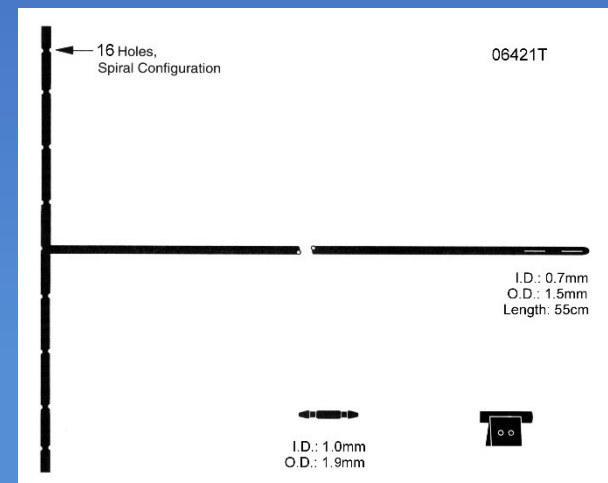 16 Holes,
Spiral Configuration
06421T
I.D.: 0.7mm
O.D.: 1.5mm
Length: 55cm
I.D.: 1.0mm
O.D.: 1.9mm